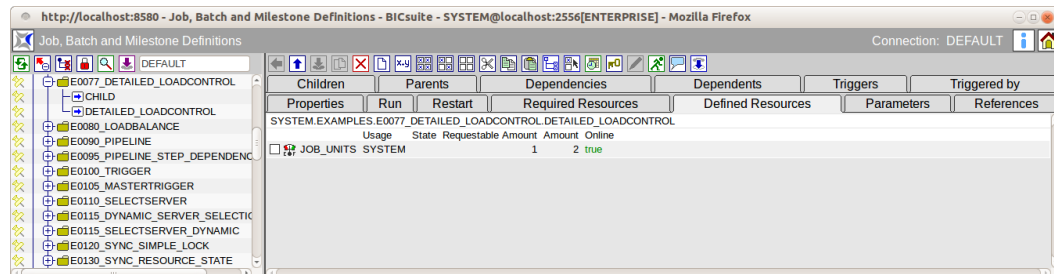 http://localhost:8580 - Job, Batch and Milestone Definitions - BICsuite - SYSTEM@localhost:2556[ENTERPRISE] - Mozilla Firefox
Job, Batch and Milestone Definitions
Connection: DEFAULT
DEFAULT
E0077_DETAILED_LOADCONTROL
CHILD
DETAILED_LOADCONTROL
E0080_LOADBALANCE
E0090_PIPELINE
E0095_PIPELINE_STEP_DEPENDENC
E0100_TRIGGER
E0105_MASTERTRIGGER
E0110_SELECTSERVER
E0115_DYNAMIC_SERVER_SELECTIO
E0115_SELECTSERVER_DYNAMIC
E0120_SYNC_SIMPLE_LOCK
E0130_SYNC_RESOURCE_STATE
Children Parents Dependencies Dependents Triggers Triggered by
Properties Run Restart Required Resources Defined Resources Parameters References
SYSTEM.EXAMPLES.E0077_DETAILED_LOADCONTROL.DETAILED_LOADCONTROL
Usage State Requestable Amount Amount Online
JOB_UNITS SYSTEM 1 2 true